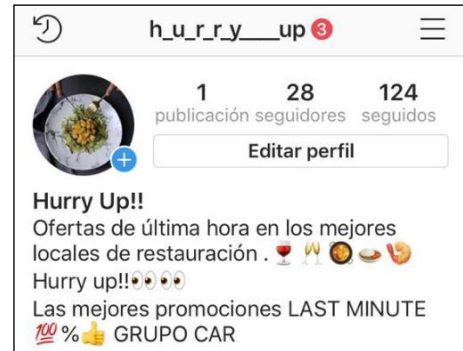 h_u_r_r_y____up 3
1 28 124
publicación seguidores seguidos
Editar perfil
Hurry Up!!
Ofertas de última hora en los mejores
locales de restauración . 🍷 🥂 🥘 🍛 🍤
Hurry up!!👀👀
Las mejores promociones LAST MINUTE
💯 %👍 GRUPO CAR